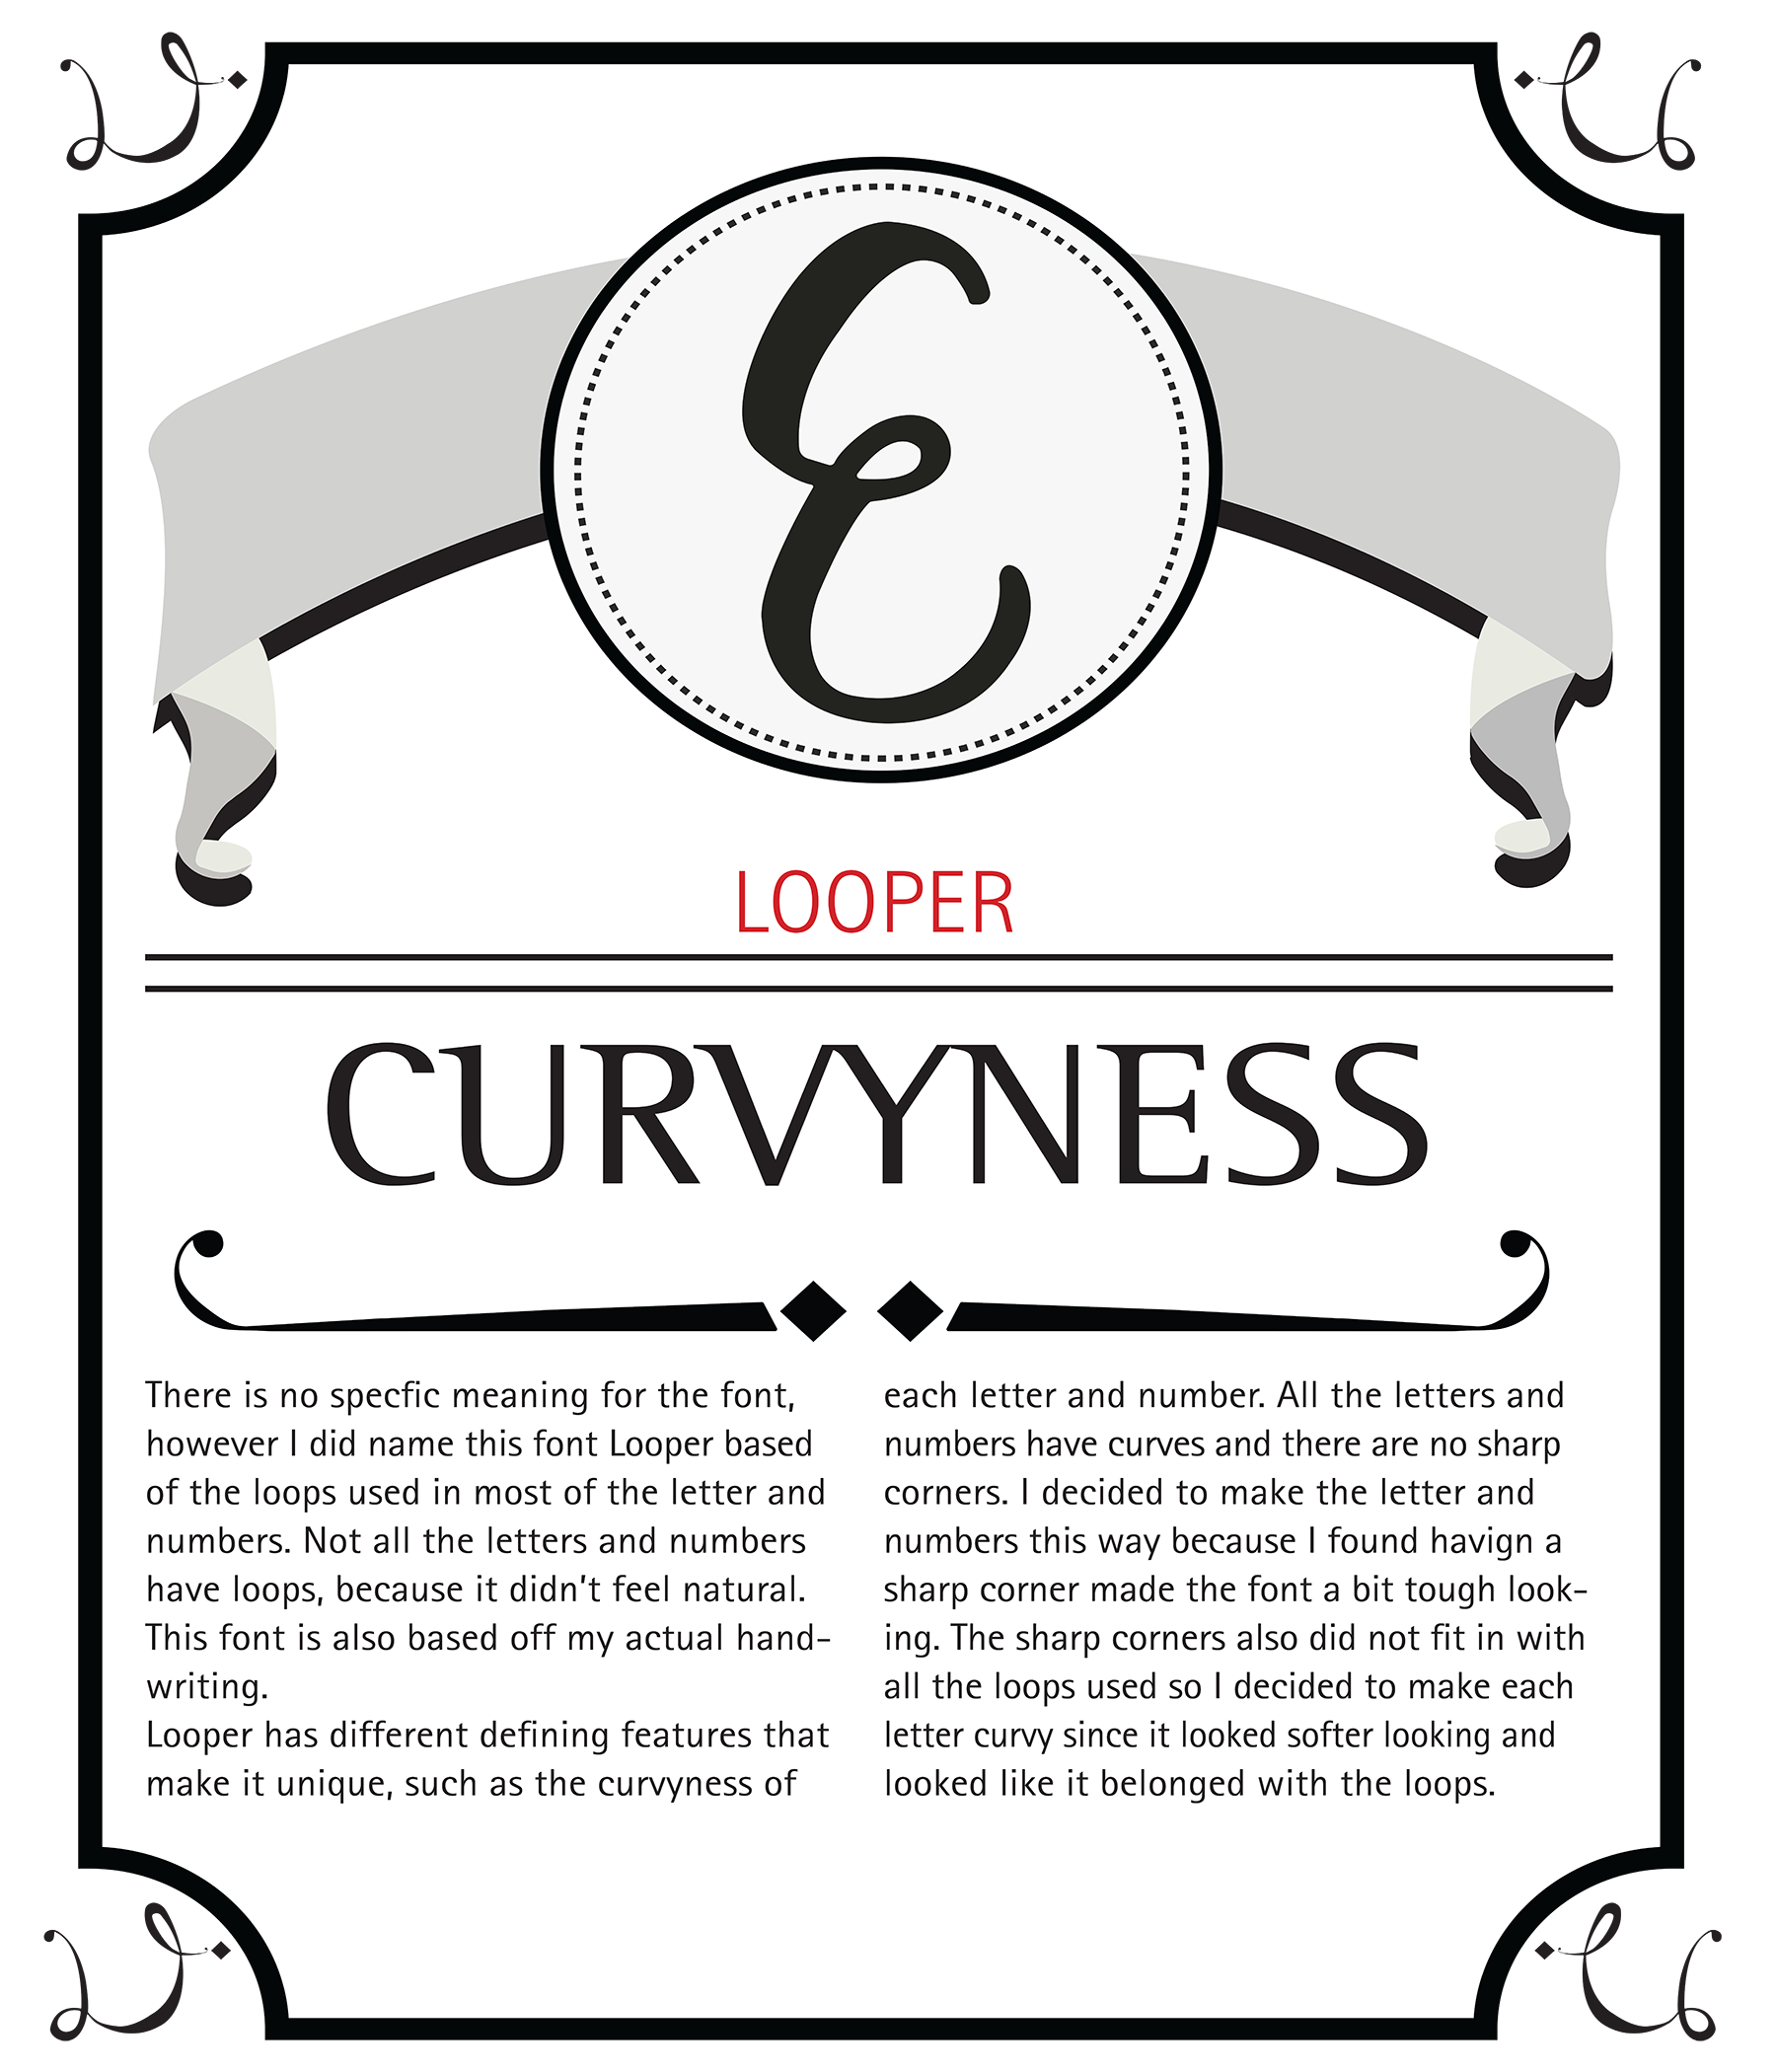 E
LOOPER
CURVYNESS
There is no specfic meaning for the font,
however I did name this font Looper based
of the loops used in most of the letter and
numbers. Not all the letters and numbers
have loops, because it didn't feel natural.
This font is also based off my actual hand-
writing.
Looper has different defining features that
make it unique, such as the curvyness of
each letter and number. All the letters and
numbers have curves and there are no sharp
corners. I decided to make the letter and
numbers this way because I found havign a
sharp corner made the font a bit tough look-
ing. The sharp corners also did not fit in with
all the loops used so I decided to make each
letter curvy since it looked softer looking and
looked like it belonged with the loops.